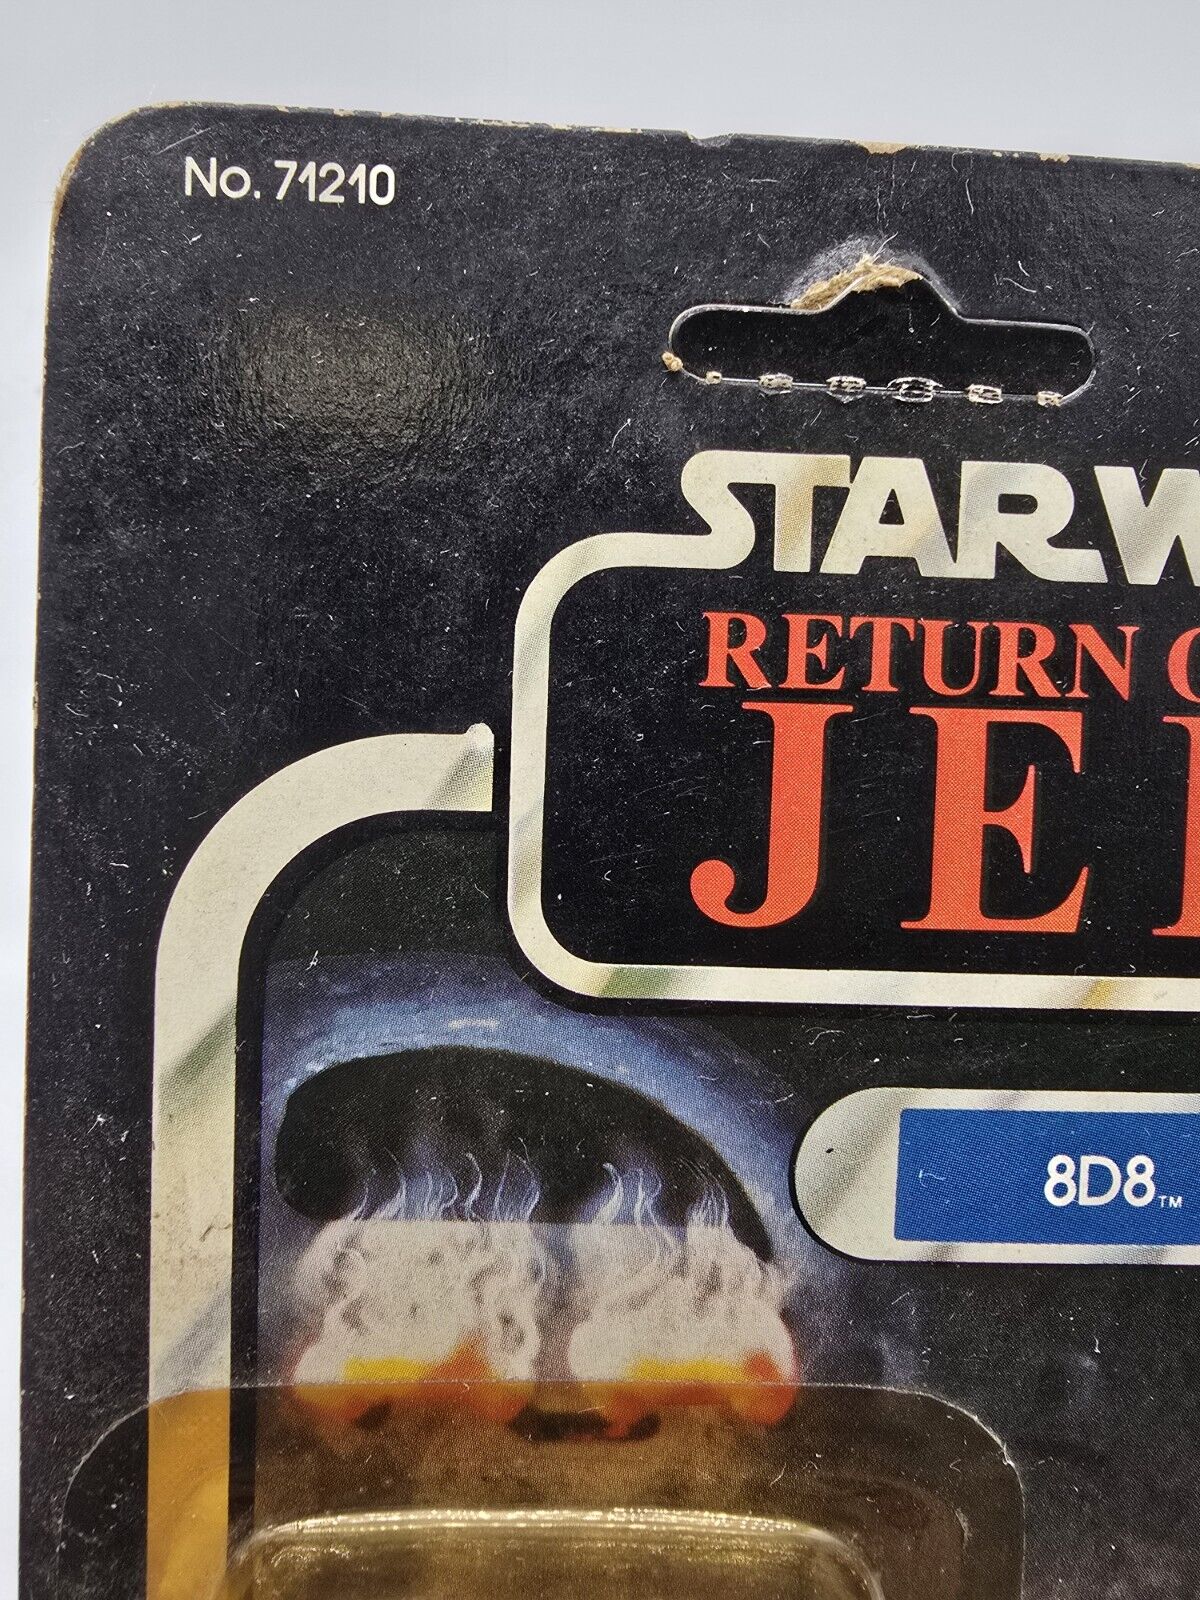 No. 71210
STAR W
RETURN O
JE
8D8™